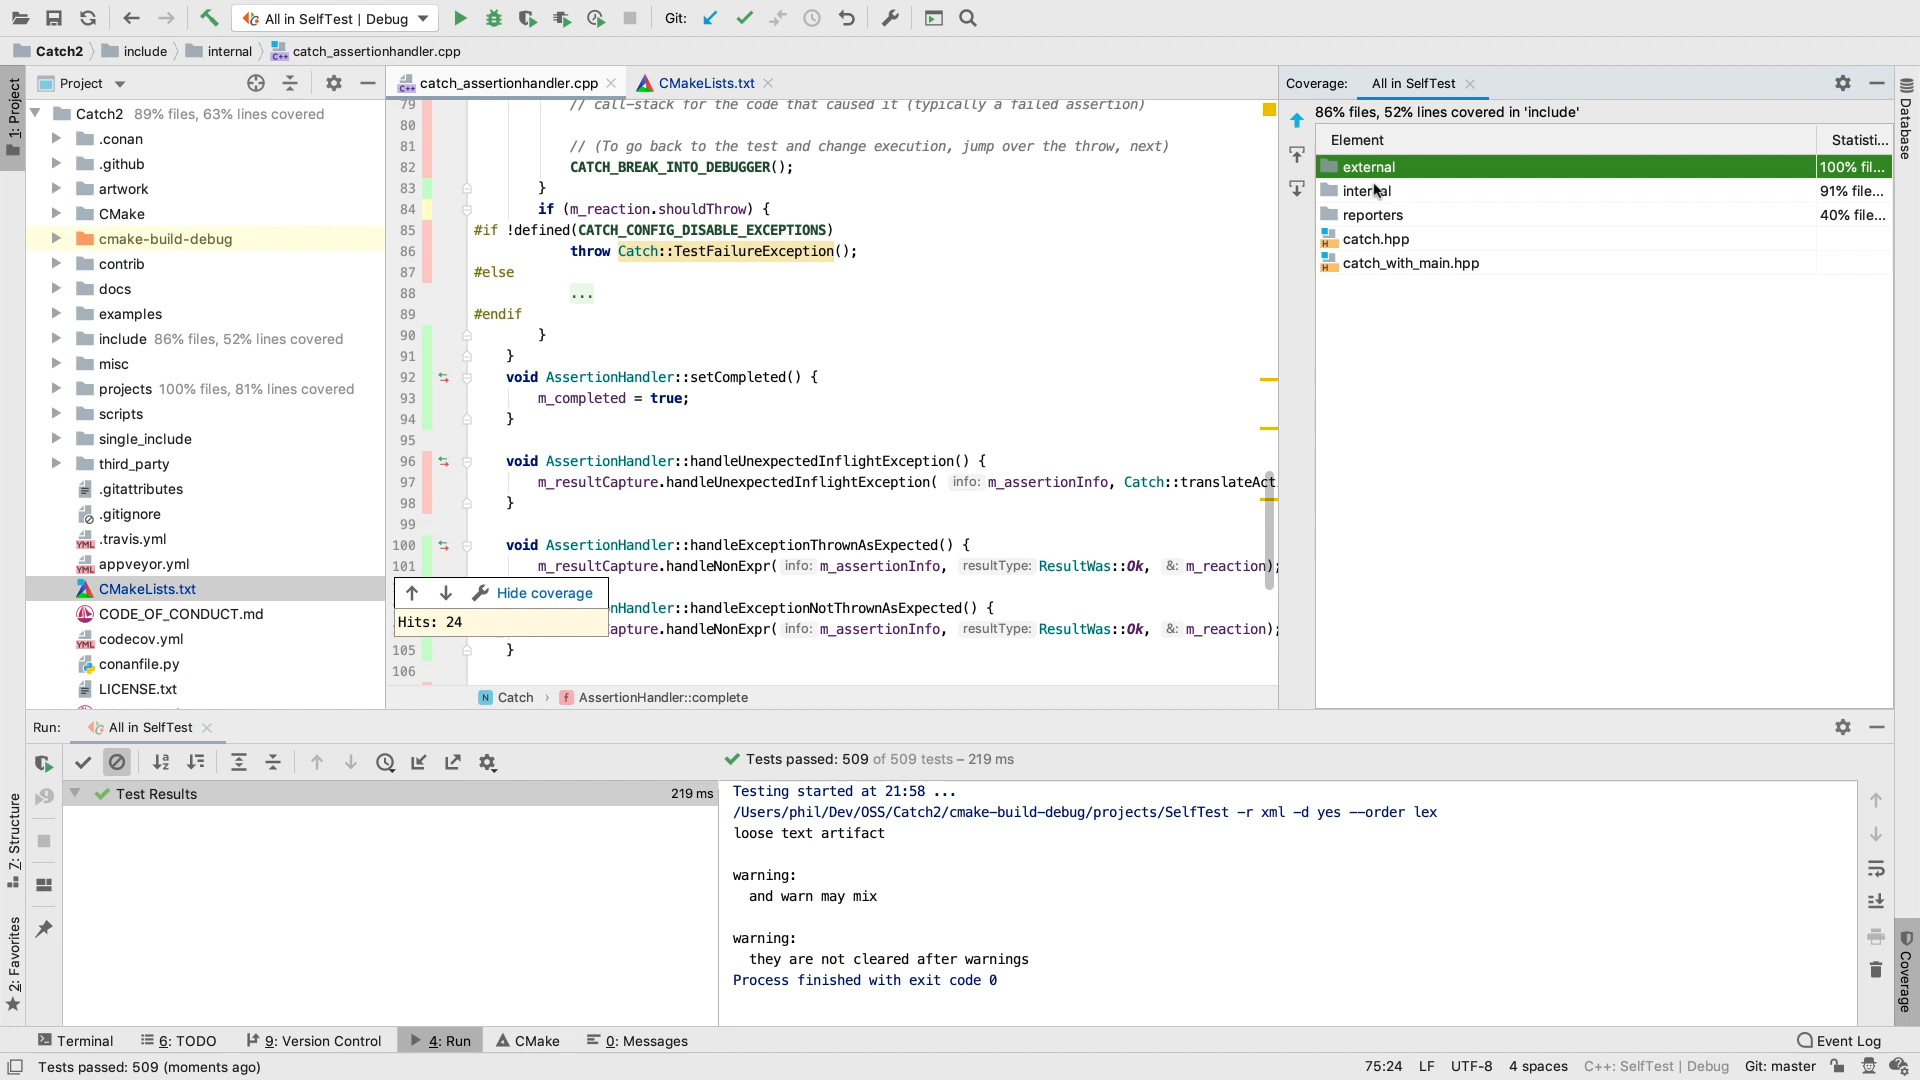 All in SelfTest | Debug
Git:
Catch2
include
internal
catch_assertionhandler.cpp
1: Project
Project
catch_assertionhandler.cpp
CMakeLists.txt
Coverage:
All in SelfTest
Database
Catch2 89% files, 63% lines covered
.conan
.github
artwork
CMake
cmake-build-debug
contrib
docs
examples
include 86% files, 52% lines covered
misc
projects 100% files, 81% lines covered
scripts
single_include
third_party
.gitattributes
.gitignore
.travis.yml
appveyor.yml
CMakeLists.txt
CODE_OF_CONDUCT.md
codecov.yml
conanfile.py
LICENSE.txt
79 // call-stack for the code that caused it (typically a failed assertion)
80
81 // (To go back to the test and change execution, jump over the throw, next)
82 CATCH_BREAK_INTO_DEBUGGER();
83 }
84 if (m_reaction.shouldThrow) {
85 #if !defined(CATCH_CONFIG_DISABLE_EXCEPTIONS)
86 throw Catch::TestFailureException();
87 #else
88 ...
89 #endif
90 }
91 }
92 void AssertionHandler::setCompleted() {
93 m_completed = true;
94 }
95
96 void AssertionHandler::handleUnexpectedInflightException() {
97 m_resultCapture.handleUnexpectedInflightException( info: m_assertionInfo, Catch::translateAct
98 }
99
100 void AssertionHandler::handleExceptionThrownAsExpected() {
101 m_resultCapture.handleNonExpr( info: m_assertionInfo, resultType: ResultWas::Ok, &: m_reaction);
Hide coverage
nHandler::handleExceptionNotThrownAsExpected() {
Hits: 24
apture.handleNonExpr( info: m_assertionInfo, resultType: ResultWas::Ok, &: m_reaction);
105 }
106
Catch › AssertionHandler::complete
86% files, 52% lines covered in 'include'
Element Statisti...
external 100% fil...
internal 91% file...
reporters 40% file...
catch.hpp
catch_with_main.hpp
Run: All in SelfTest
Tests passed: 509 of 509 tests – 219 ms
Test Results 219 ms
Testing started at 21:58 ...
/Users/phil/Dev/OSS/Catch2/cmake-build-debug/projects/SelfTest -r xml -d yes --order lex
loose text artifact
warning:
and warn may mix
warning:
they are not cleared after warnings
Process finished with exit code 0
7: Structure
2: Favorites
Coverage
Terminal
6: TODO
9: Version Control
4: Run
CMake
0: Messages
Event Log
Tests passed: 509 (moments ago)
75:24 LF UTF-8 4 spaces C++: SelfTest | Debug Git: master